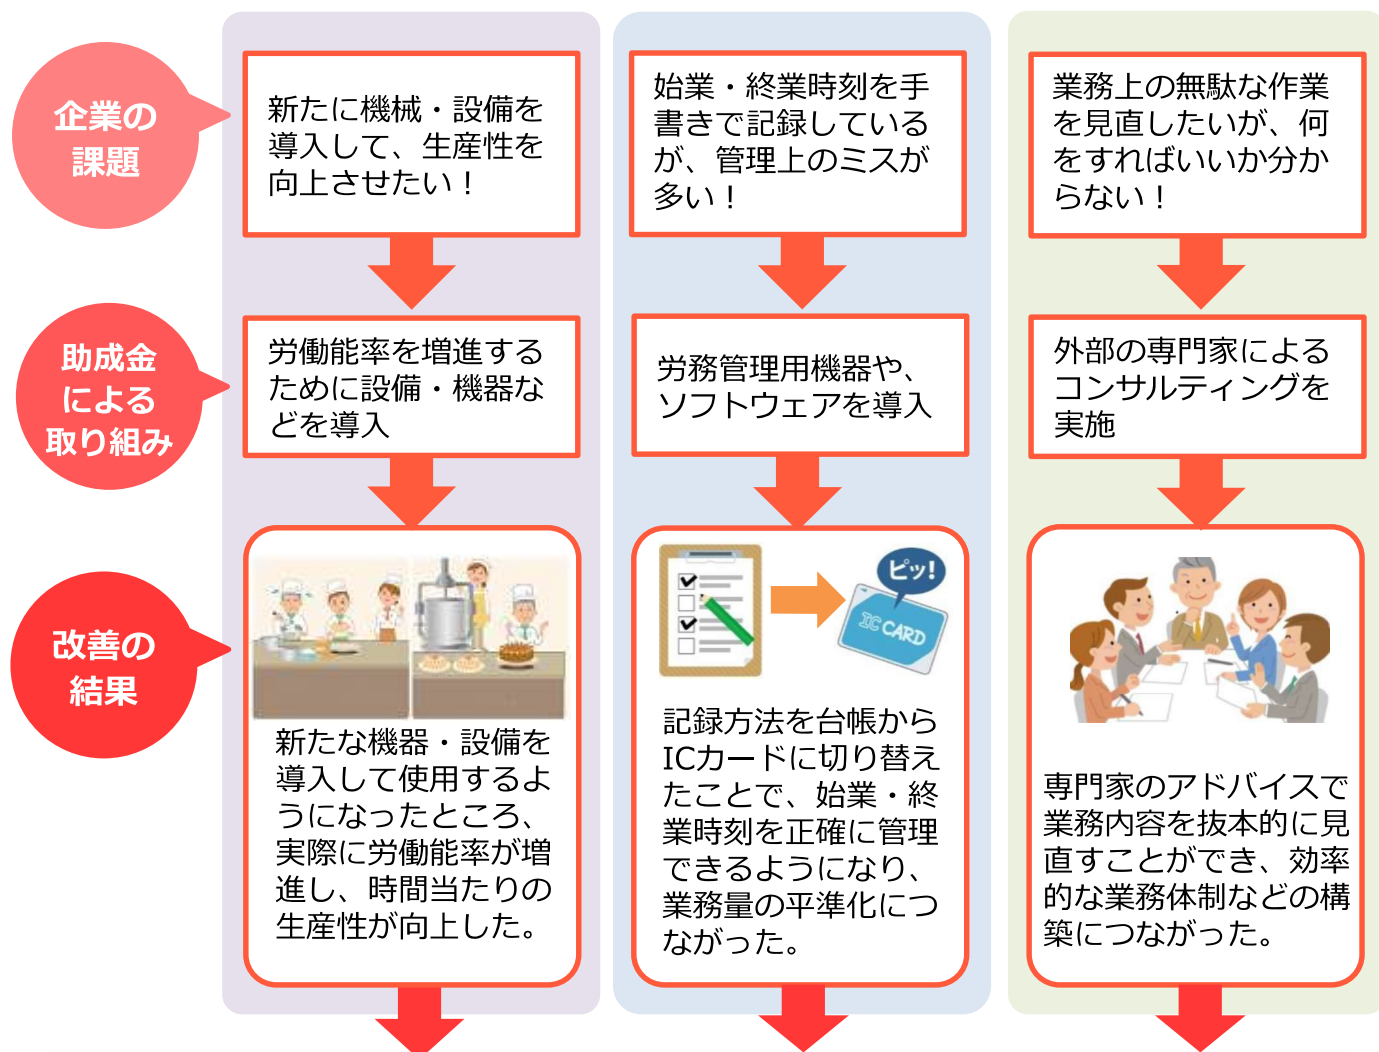 企業の
課題
新たに機械・設備を
導入して、生産性を
向上させたい！
始業・終業時刻を手
書きで記録している
が、管理上のミスが
多い！
業務上の無駄な作業
を見直したいが、何
をすればいいか分か
らない！
助成金
による
取り組み
労働能率を増進する
ために設備・機器な
どを導入
労務管理用機器や、
ソフトウェアを導入
外部の専門家による
コンサルティングを
実施
改善の
結果
新たな機器・設備を
導入して使用するよ
うになったところ、
実際に労働能率が増
進し、時間当たりの
生産性が向上した。
ピッ!
IC CARD
記録方法を台帳から
ICカードに切り替え
たことで、始業・終
業時刻を正確に管理
できるようになり、
業務量の平準化につ
ながった。
専門家のアドバイスで
業務内容を抜本的に見
直すことができ、効率
的な業務体制などの構
築につながった。